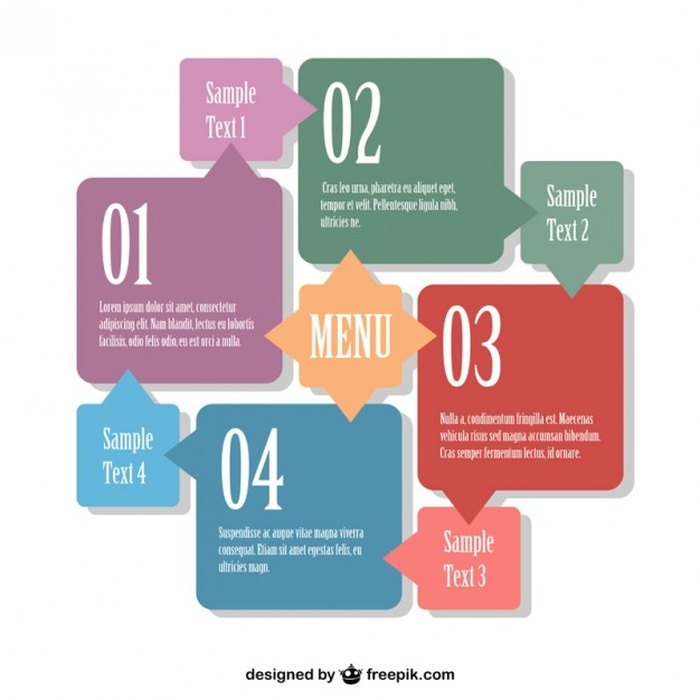 Sample
Text 1
01
Lorem ipsum dolor sit amet, consectetur
adipiscing elit. Nam blandit, lectus eu lobortis
facilisis, odio felis odio, eu est orci a nulla.
02
Cras leo urna, pharetra eu aliquet eget,
tempor et velit. Pellentesque ligula nibh,
ultricies ne.
Sample
Text 2
MENU
03
Nulla a, condimentum fringilla est. Maecenas
vehicula risus sed magna accumsan bibendum.
Cras semper fermentum lectus, id ornare.
Sample
Text 3
04
Suspendisse ac augue vitae magna viverra
consequat. Etiam sit amet egestas felis, eu
ultricies magn.
Sample
Text 4
designed by freepik.com